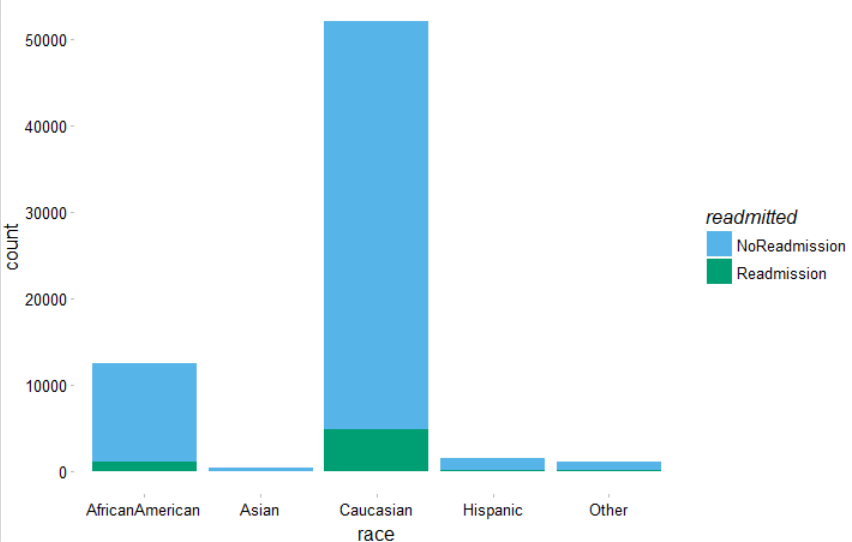 50000
40000
30000
20000
10000
0
count
AfricanAmerican Asian Caucasian Hispanic Other
race
readmitted
NoReadmission
Readmission